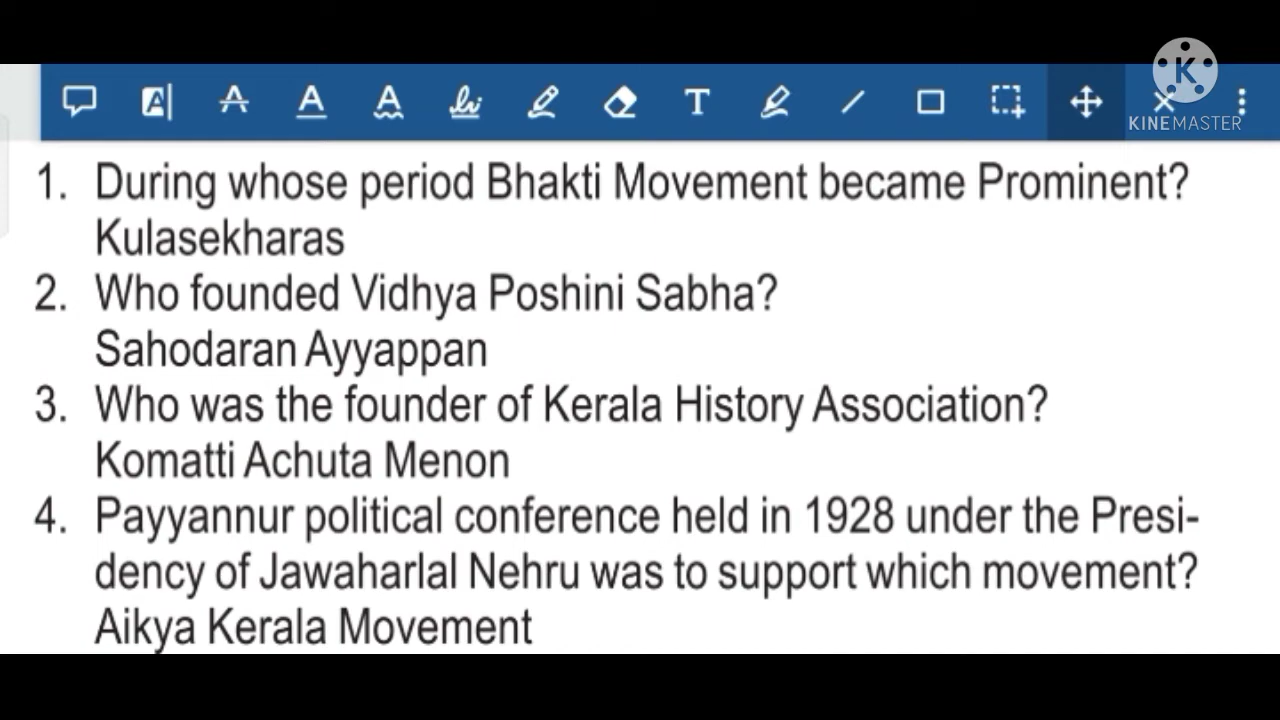 KINEMASTER
1. During whose period Bhakti Movement became Prominent?
Kulasekharas
2. Who founded Vidhya Poshini Sabha?
Sahodaran Ayyappan
3. Who was the founder of Kerala History Association?
Komatti Achuta Menon
4. Payyannur political conference held in 1928 under the Presi-
dency of Jawaharlal Nehru was to support which movement?
Aikya Kerala Movement